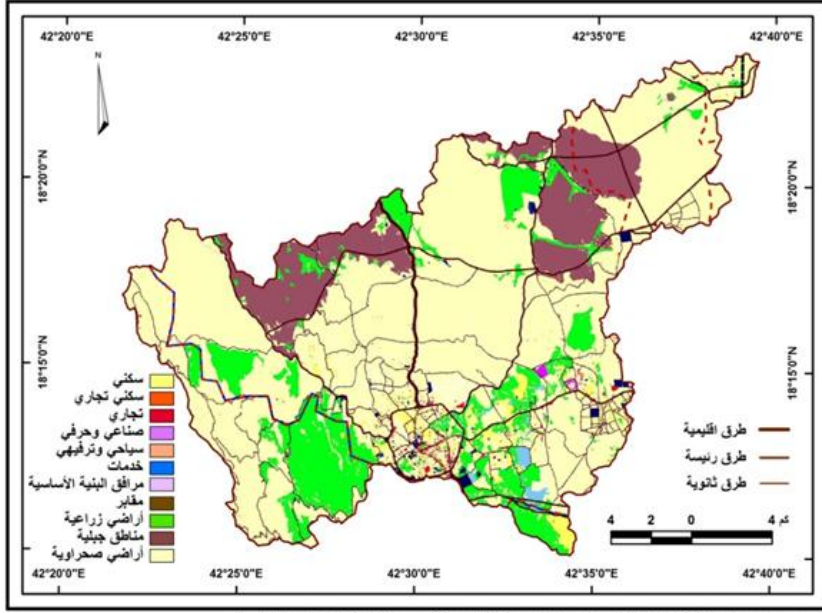 42°20'0"E 42°25'0"E 42°30'0"E 42°35'0"E 42°40'0"E
N
18°20'0"N 18°20'0"N
18°15'0"N 18°15'0"N
سكني
سكني تجاري
تجاري
صناعي وحرفي
سياحي وترفيهي
خدمات
مرافق البنية الأساسية
مقابر
أراضي زراعية
مناطق جبلية
أراضي صحراوية
طرق اقليمية
طرق رئيسة
طرق ثانوية
4 2 0 4 كم
42°20'0"E 42°25'0"E 42°30'0"E 42°35'0"E 42°40'0"E